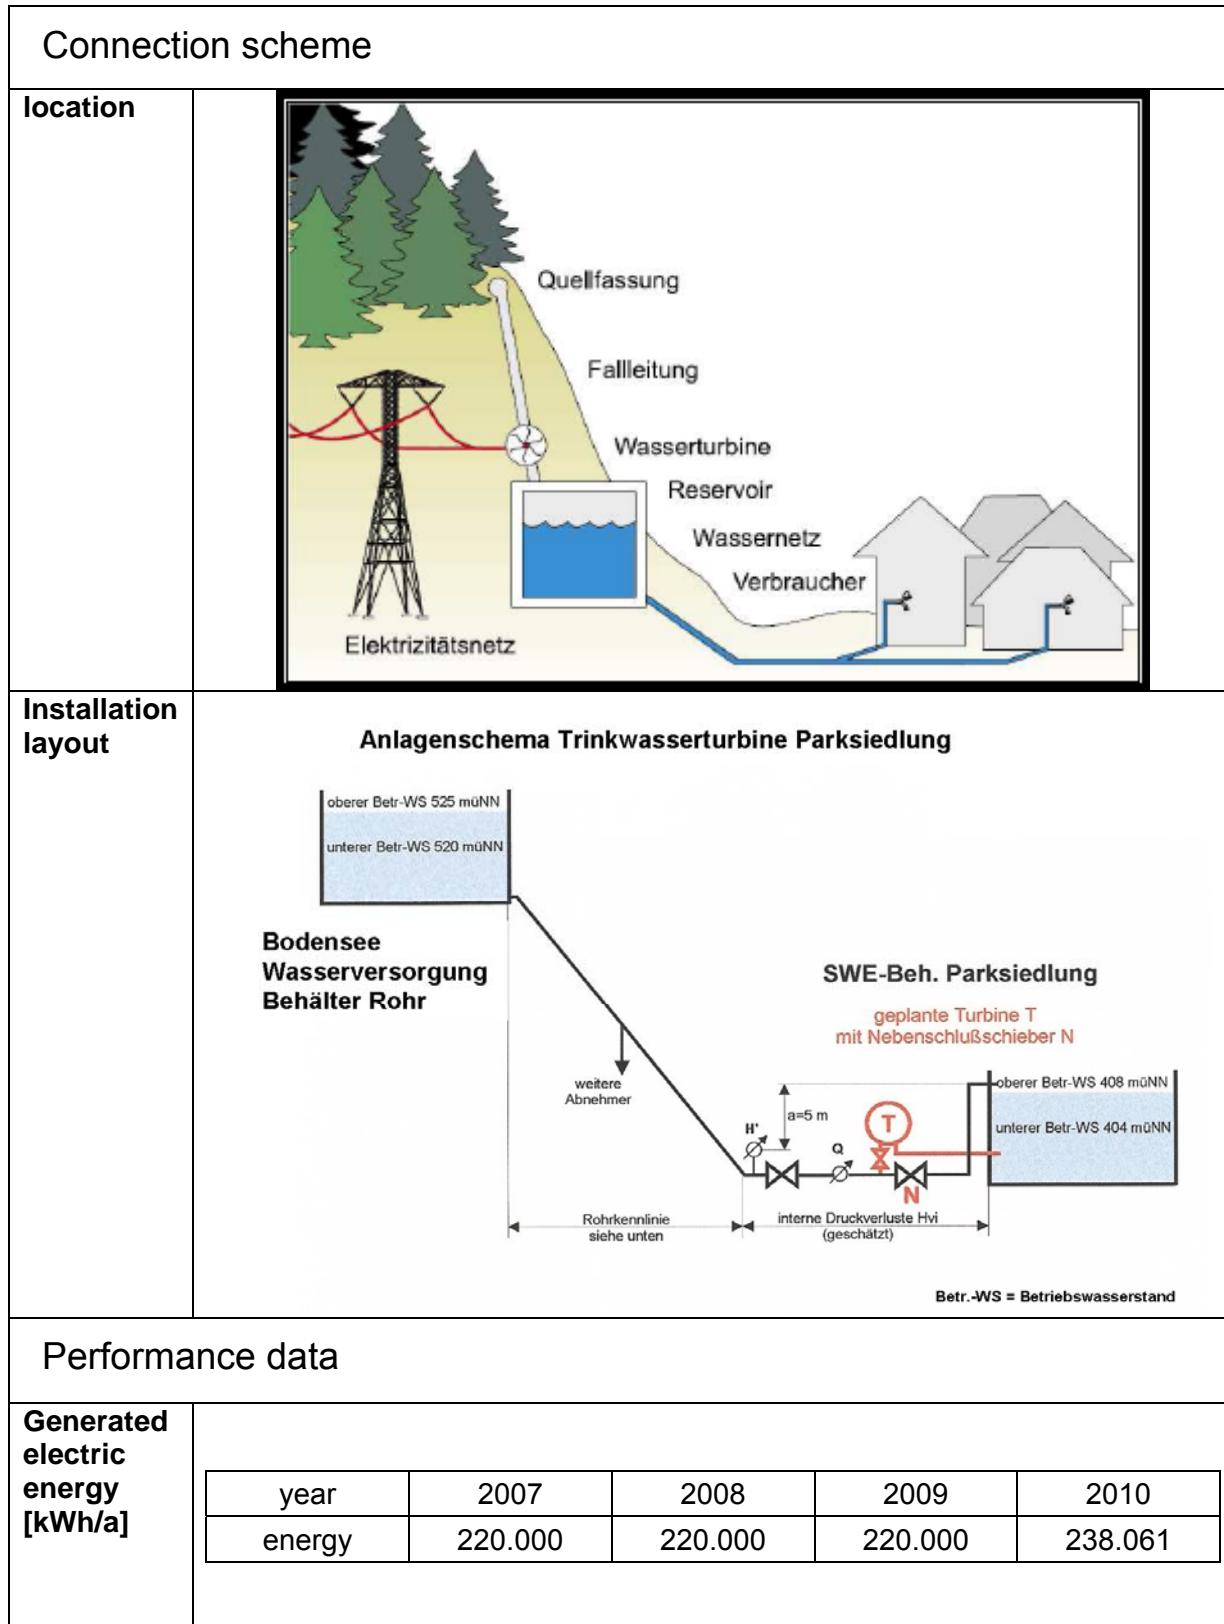 Connection scheme
location
Quellfassung
Fallleitung
Wasserturbine
Reservoir
Wassernetz
Verbraucher
Elektrizitätsnetz
Installation
layout
Anlagenschema Trinkwasserturbine Parksiedlung
oberer Betr-WS 525 müNN
unterer Betr-WS 520 müNN
Bodensee
Wasserversorgung
Behälter Rohr
SWE-Beh. Parksiedlung
geplante Turbine T
mit Nebenschlußschieber N
weitere
Abnehmer
a=5 m
oberer Betr-WS 408 müNN
unterer Betr-WS 404 müNN
H'
Q
T
N
Rohrkennlinie
siehe unten
interne Druckverluste Hvi
(geschätzt)
Betr.-WS = Betriebswasserstand
Performance data
Generated
electric
energy
[kWh/a]
year 2007 2008 2009 2010
energy 220.000 220.000 220.000 238.061